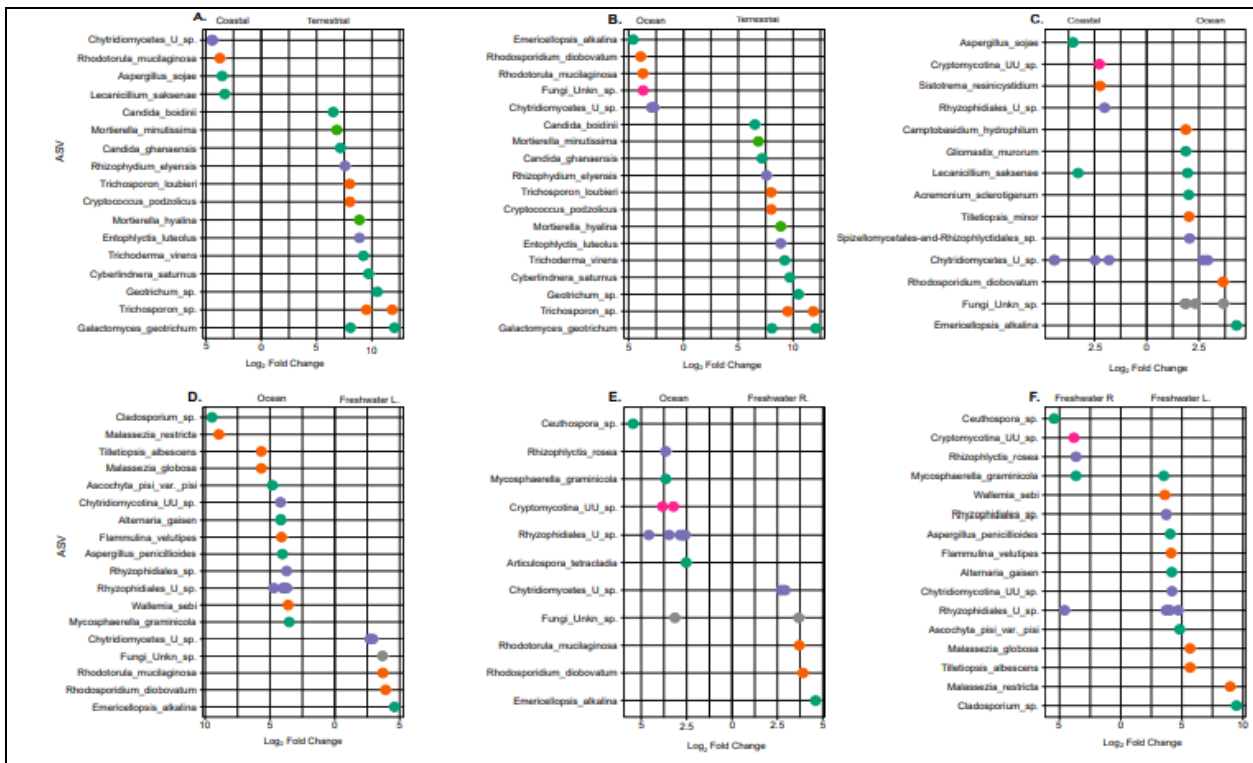 A. Coastal Terrestrial
Chytridiomycetes_U_sp.
Rhodotorula_mucilaginosa
Aspergillus_sojae
Lecanicillium_saksenae
Candida_boidinii
Mortierella_minutissima
Candida_ghanaensis
Rhizophydium_elyensis
Trichosporon_loubieri
Cryptococcus_podzolicus
Mortierella_hyalina
Entophlyctis_luteolus
Trichoderma_virens
Cyberlindnera_saturnus
Geotrichum_sp.
Trichosporon_sp.
Galactomyces_geotrichum
ASV
5 0 5 10
Log2 Fold Change
B. Ocean Terrestrial
Emericellopsis_alkalina
Rhodosporidium_diobovatum
Rhodotorula_mucilaginosa
Fungi_Unkn_sp.
Chytridiomycetes_U_sp.
Candida_boidinii
Mortierella_minutissima
Candida_ghanaensis
Rhizophydium_elyensis
Trichosporon_loubieri
Cryptococcus_podzolicus
Mortierella_hyalina
Entophlyctis_luteolus
Trichoderma_virens
Cyberlindnera_saturnus
Geotrichum_sp.
Trichosporon_sp.
Galactomyces_geotrichum
5 0 5 10
Log2 Fold Change
C. Coastal Ocean
Aspergillus_sojae
Cryptomycotina_UU_sp.
Sistotrema_resinicystidium
Rhyzophidiales_U_sp.
Camptobasidium_hydrophilum
Gliomastix_murorum
Lecanicillium_saksenae
Acremonium_sclerotigenum
Tilletiopsis_minor
Spizellomycetales-and-Rhizophlyctidales_sp.
Chytridiomycetes_U_sp.
Rhodosporidium_diobovatum
Fungi_Unkn_sp.
Emericellopsis_alkalina
2.5 0 2.5
Log2 Fold Change
D. Ocean Freshwater L.
Cladosporium_sp.
Malassezia_restricta
Tilletiopsis_albescens
Malassezia_globosa
Ascochyta_pisi_var._pisi
Chytridiomycotina_UU_sp.
Alternaria_gaisen
Flammulina_velutipes
Aspergillus_penicillioides
Rhyzophidiales_sp.
Rhyzophidiales_U_sp.
Wallemia_sebi
Mycosphaerella_graminicola
Chytridiomycetes_U_sp.
Fungi_Unkn_sp.
Rhodotorula_mucilaginosa
Rhodosporidium_diobovatum
Emericellopsis_alkalina
ASV
10 5 0 5
Log2 Fold Change
E. Ocean Freshwater R.
Ceuthospora_sp.
Rhizophlyctis_rosea
Mycosphaerella_graminicola
Cryptomycotina_UU_sp.
Rhyzophidiales_U_sp.
Articulospora_tetracladia
Chytridiomycetes_U_sp.
Fungi_Unkn_sp.
Rhodotorula_mucilaginosa
Rhodosporidium_diobovatum
Emericellopsis_alkalina
5 2.5 0 2.5 5
Log2 Fold Change
F. Freshwater R Freshwater L.
Ceuthospora_sp.
Cryptomycotina_UU_sp.
Rhizophlyctis_rosea
Mycosphaerella_graminicola
Wallemia_sebi
Rhyzophidiales_sp.
Aspergillus_penicillioides
Flammulina_velutipes
Alternaria_gaisen
Chytridiomycotina_UU_sp.
Rhyzophidiales_U_sp.
Ascochyta_pisi_var._pisi
Malassezia_globosa
Tilletiopsis_albescens
Malassezia_restricta
Cladosporium_sp.
5 0 5 10
Log2 Fold Change